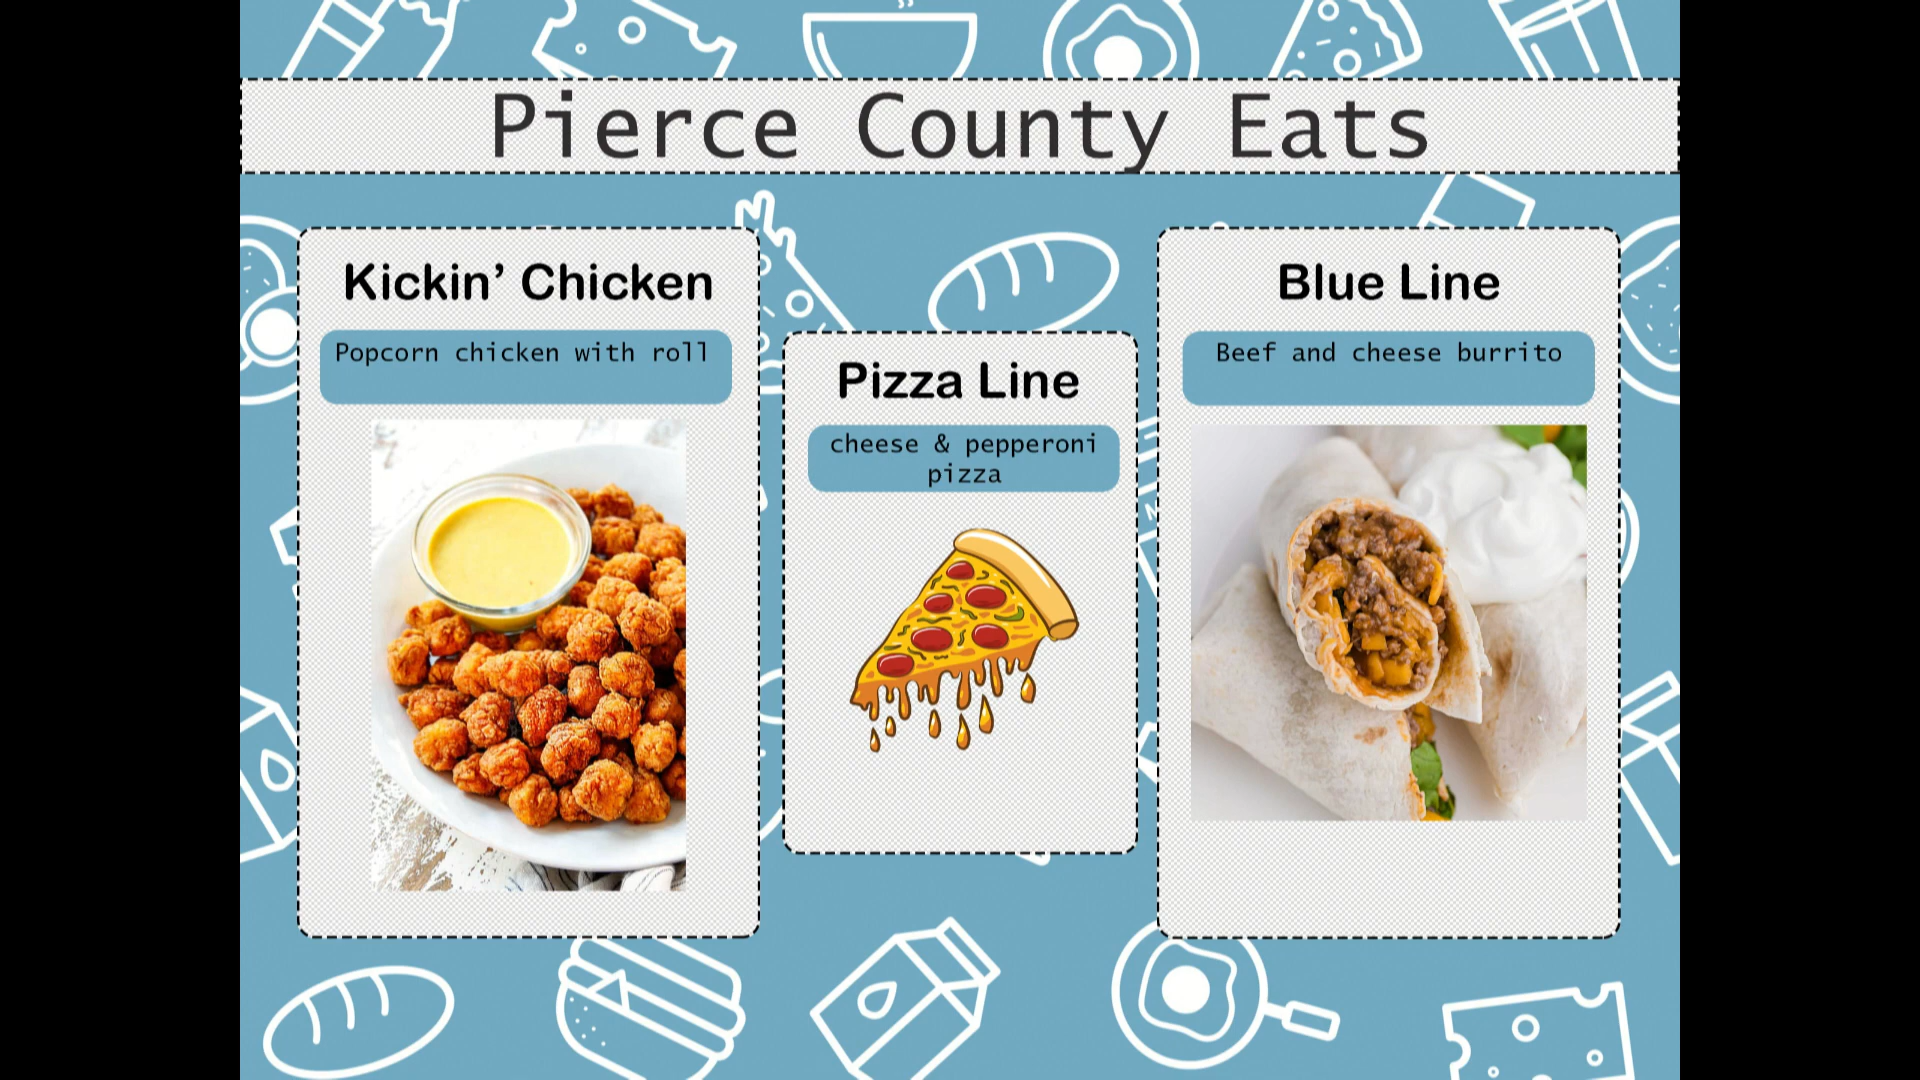 Pierce County Eats
Kickin’ Chicken
Popcorn chicken with roll
Pizza Line
cheese & pepperoni
pizza
Blue Line
Beef and cheese burrito